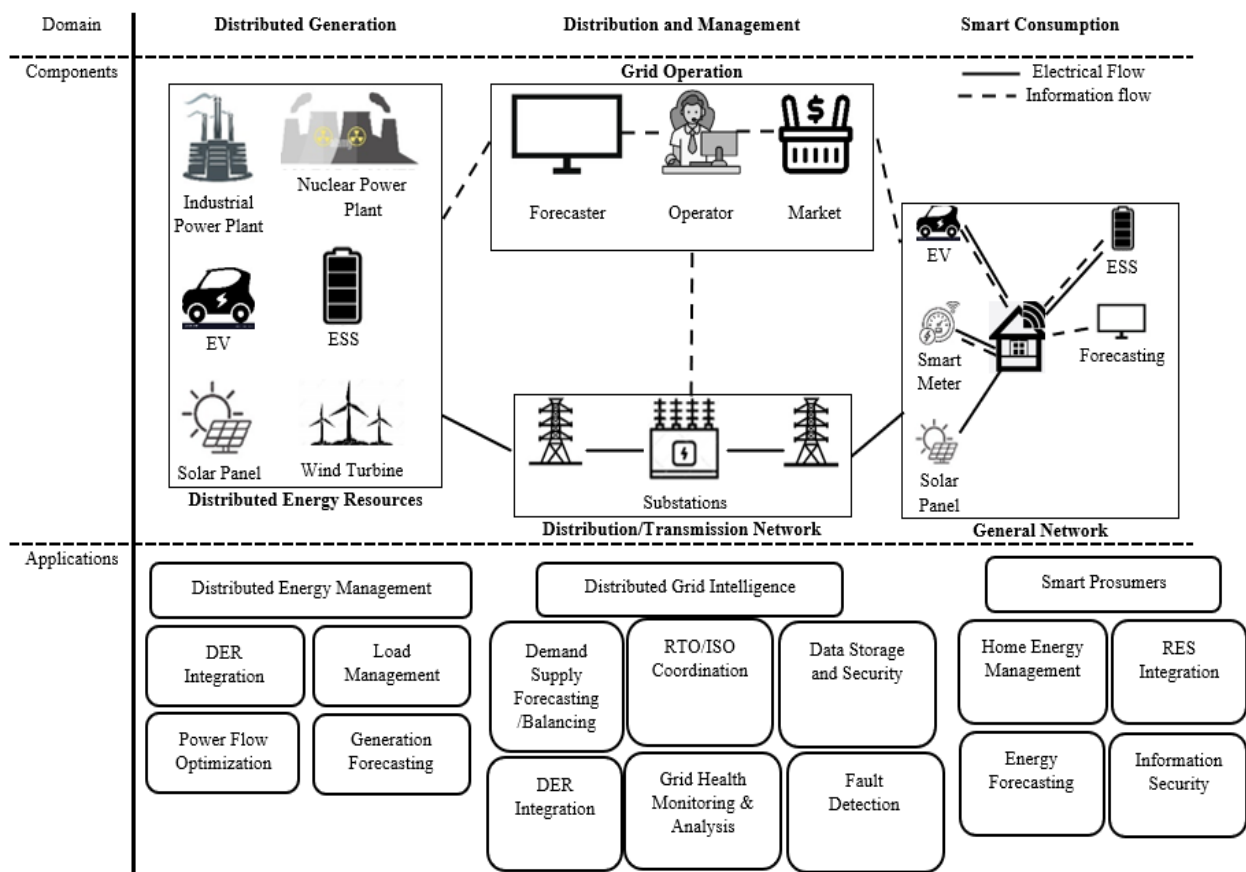 Domain
Distributed Generation
Distribution and Management
Smart Consumption
Components
Grid Operation
Electrical Flow
Information flow
Industrial
Power Plant
Nuclear Power
Plant
EV
ESS
Solar Panel
Wind Turbine
Distributed Energy Resources
Forecaster
Operator
$
Market
Substations
Distribution/Transmission Network
EV
ESS
Smart
Meter
Forecasting
Solar
Panel
General Network
Applications
Distributed Energy Management
DER
Integration
Load
Management
Power Flow
Optimization
Generation
Forecasting
Distributed Grid Intelligence
Demand
Supply
Forecasting
/Balancing
RTO/ISO
Coordination
Data Storage
and Security
DER
Integration
Grid Health
Monitoring &
Analysis
Fault
Detection
Smart Prosumers
Home Energy
Management
RES
Integration
Energy
Forecasting
Information
Security